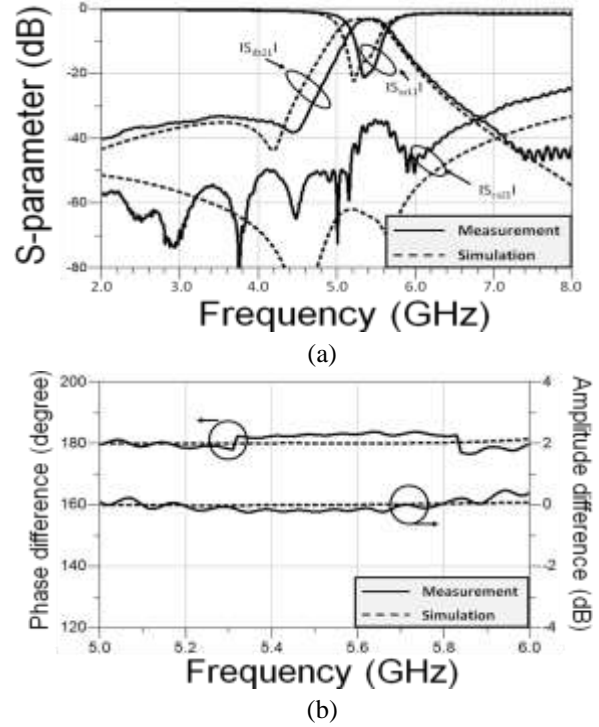 S-parameter (dB)
0
-20
-40
-60
-80
2.0 3.0 4.0 5.0 6.0 7.0 8.0
Frequency (GHz)
Measurement
Simulation
(a)
Phase difference (degree)
200
180
160
140
120
4
2
0
-2
-4
Amplitude difference (dB)
Measurement
Simulation
5.0 5.2 5.4 5.6 5.8 6.0
Frequency (GHz)
(b)